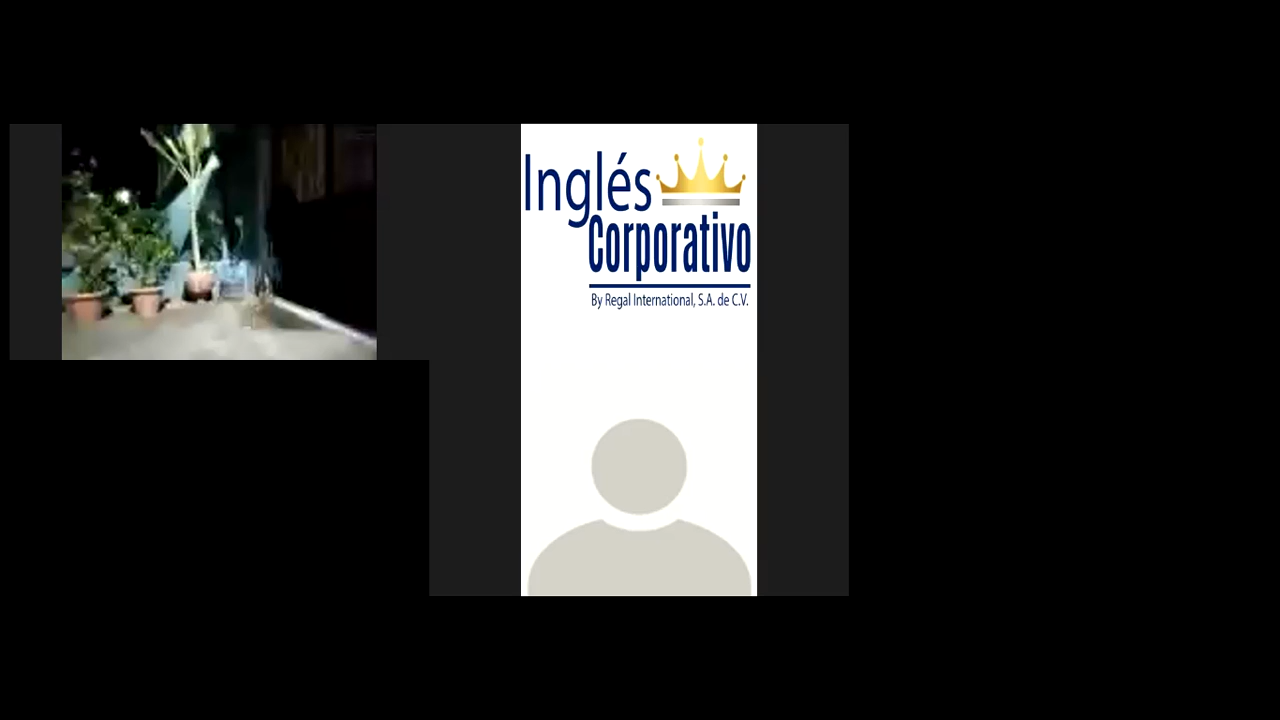 Inglés
Corporativo
By Regal International, S.A. de C.V.